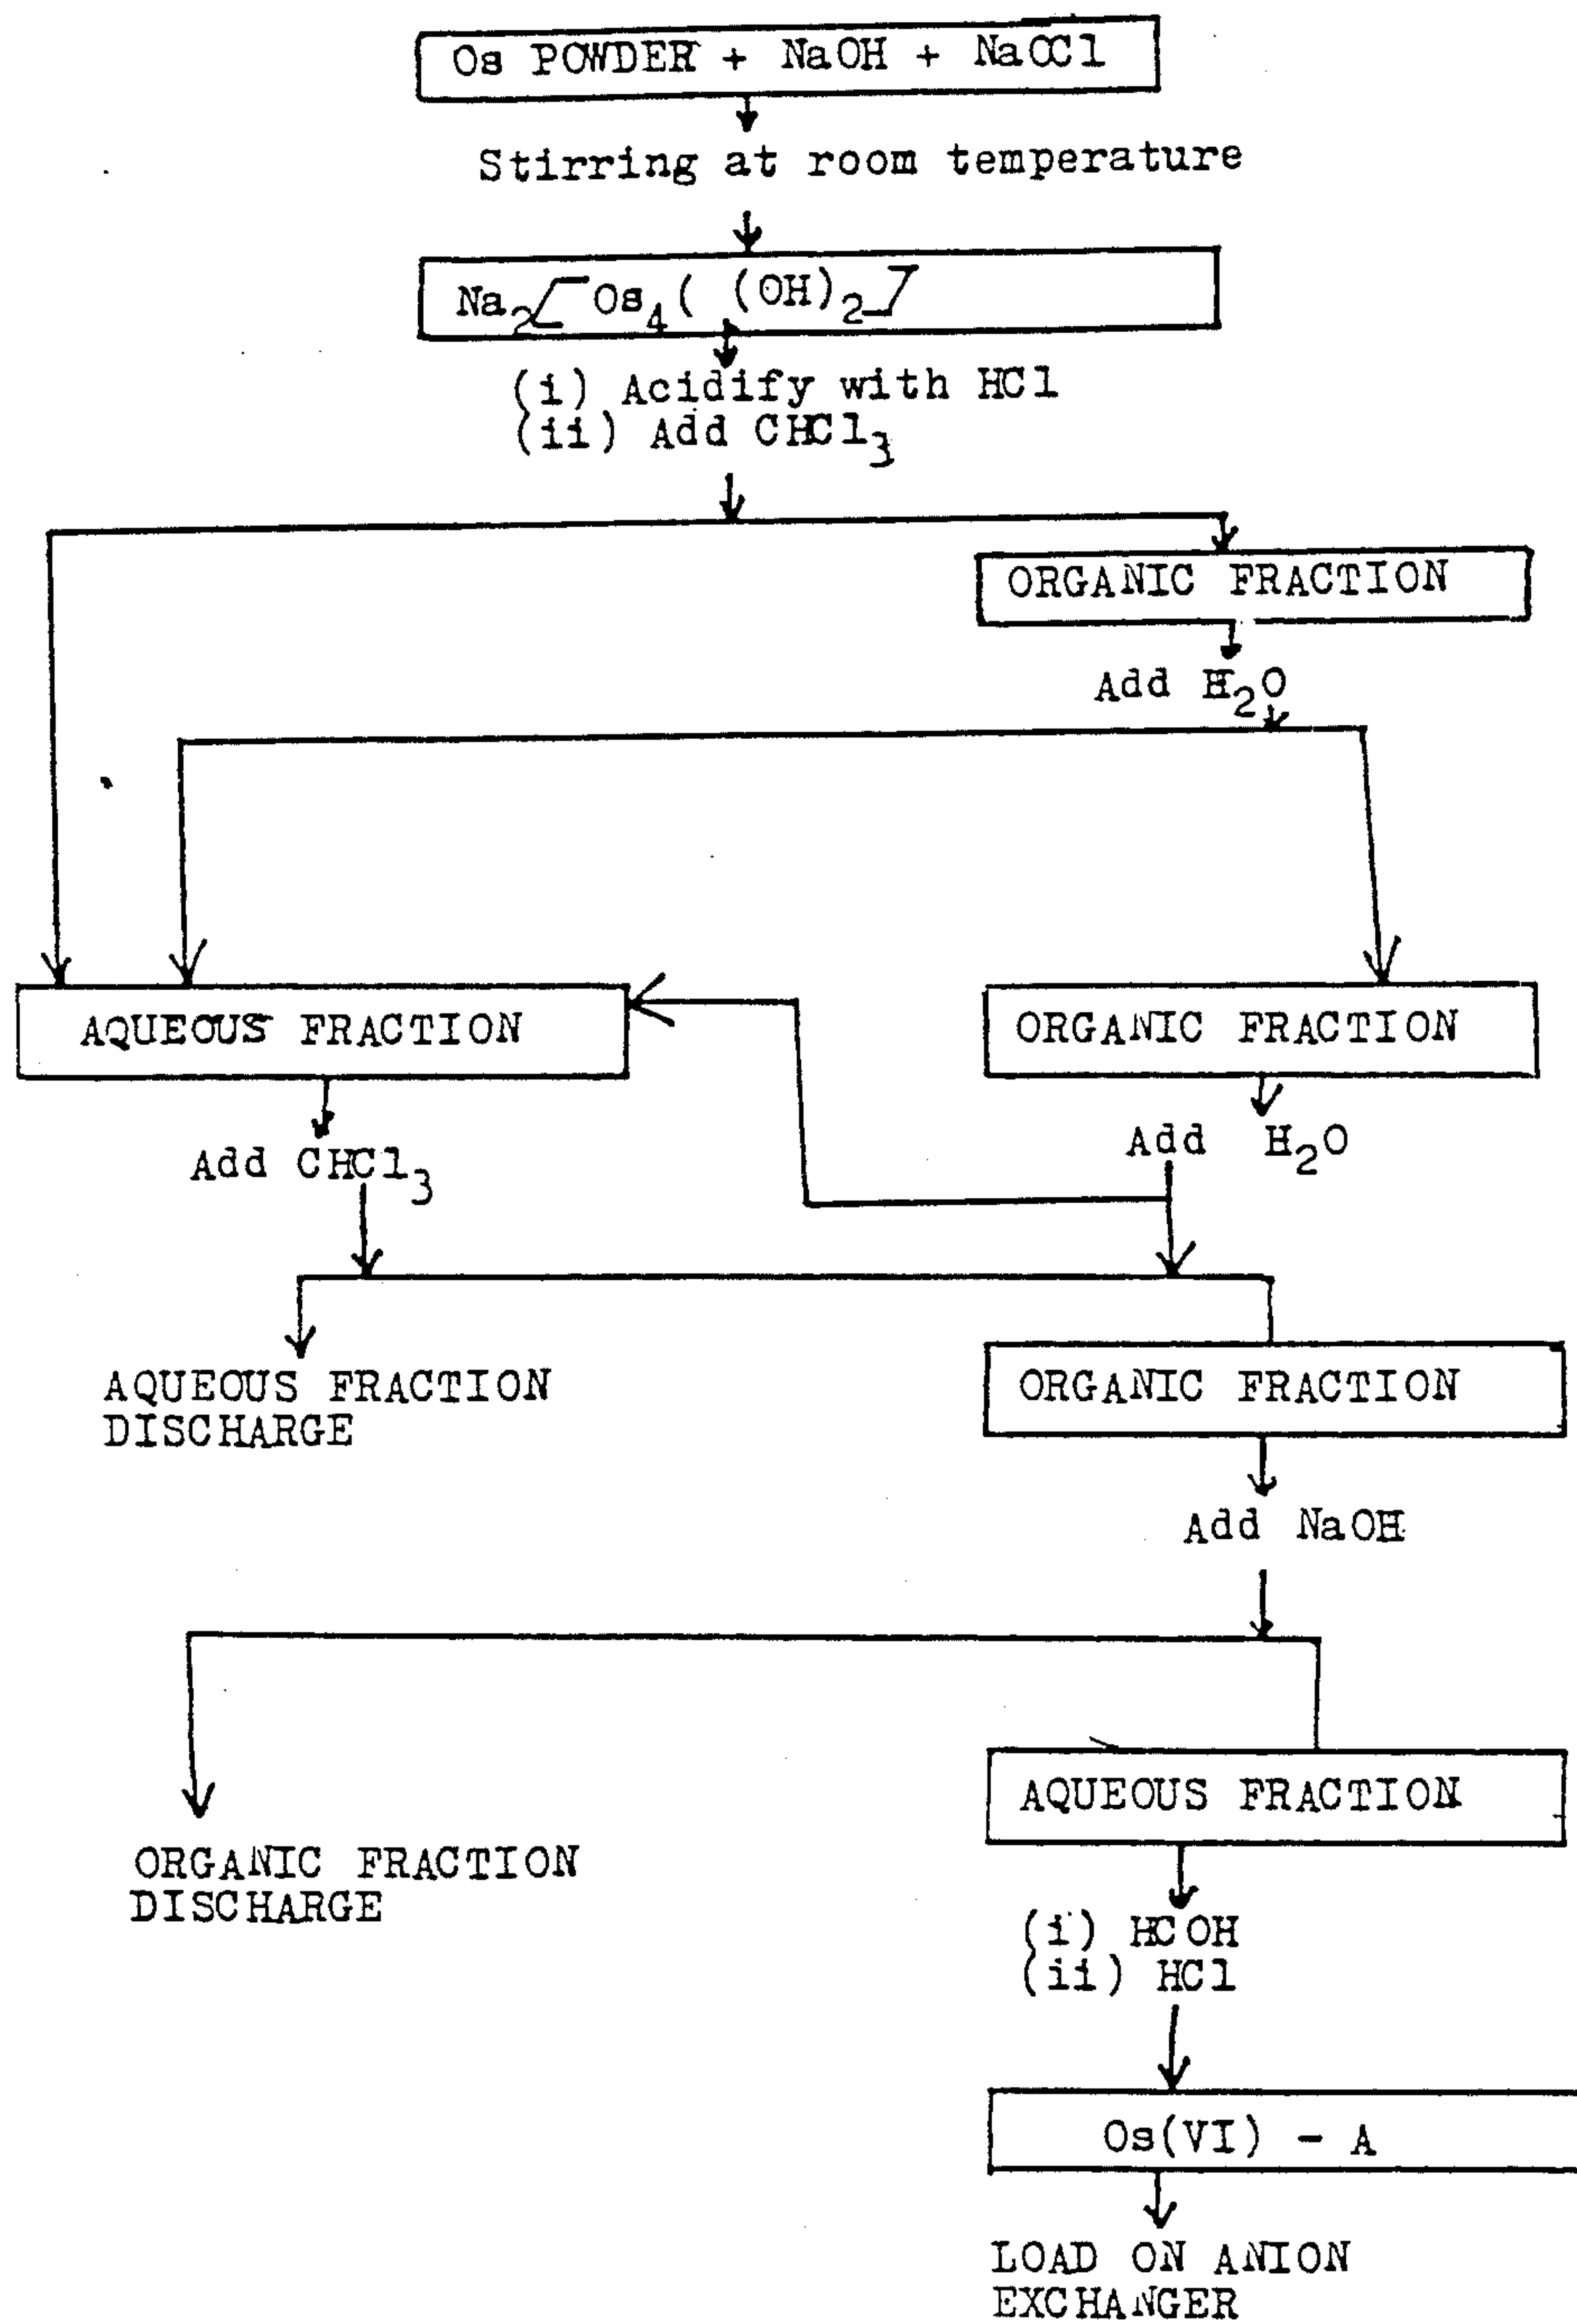 Os POWDER + NaOH + NaOCl
Stirring at room temperature
Na2[Os4( (OH)2]
(i) Acidify with HCl
(ii) Add CHCl3
ORGANIC FRACTION
Add H2O
AQUEOUS FRACTION
ORGANIC FRACTION
Add CHCl3
Add H2O
AQUEOUS FRACTION
DISCHARGE
ORGANIC FRACTION
Add NaOH
ORGANIC FRACTION
DISCHARGE
AQUEOUS FRACTION
(i) HCOH
(ii) HCl
Os(VI) - A
LOAD ON ANION
EXCHANGER